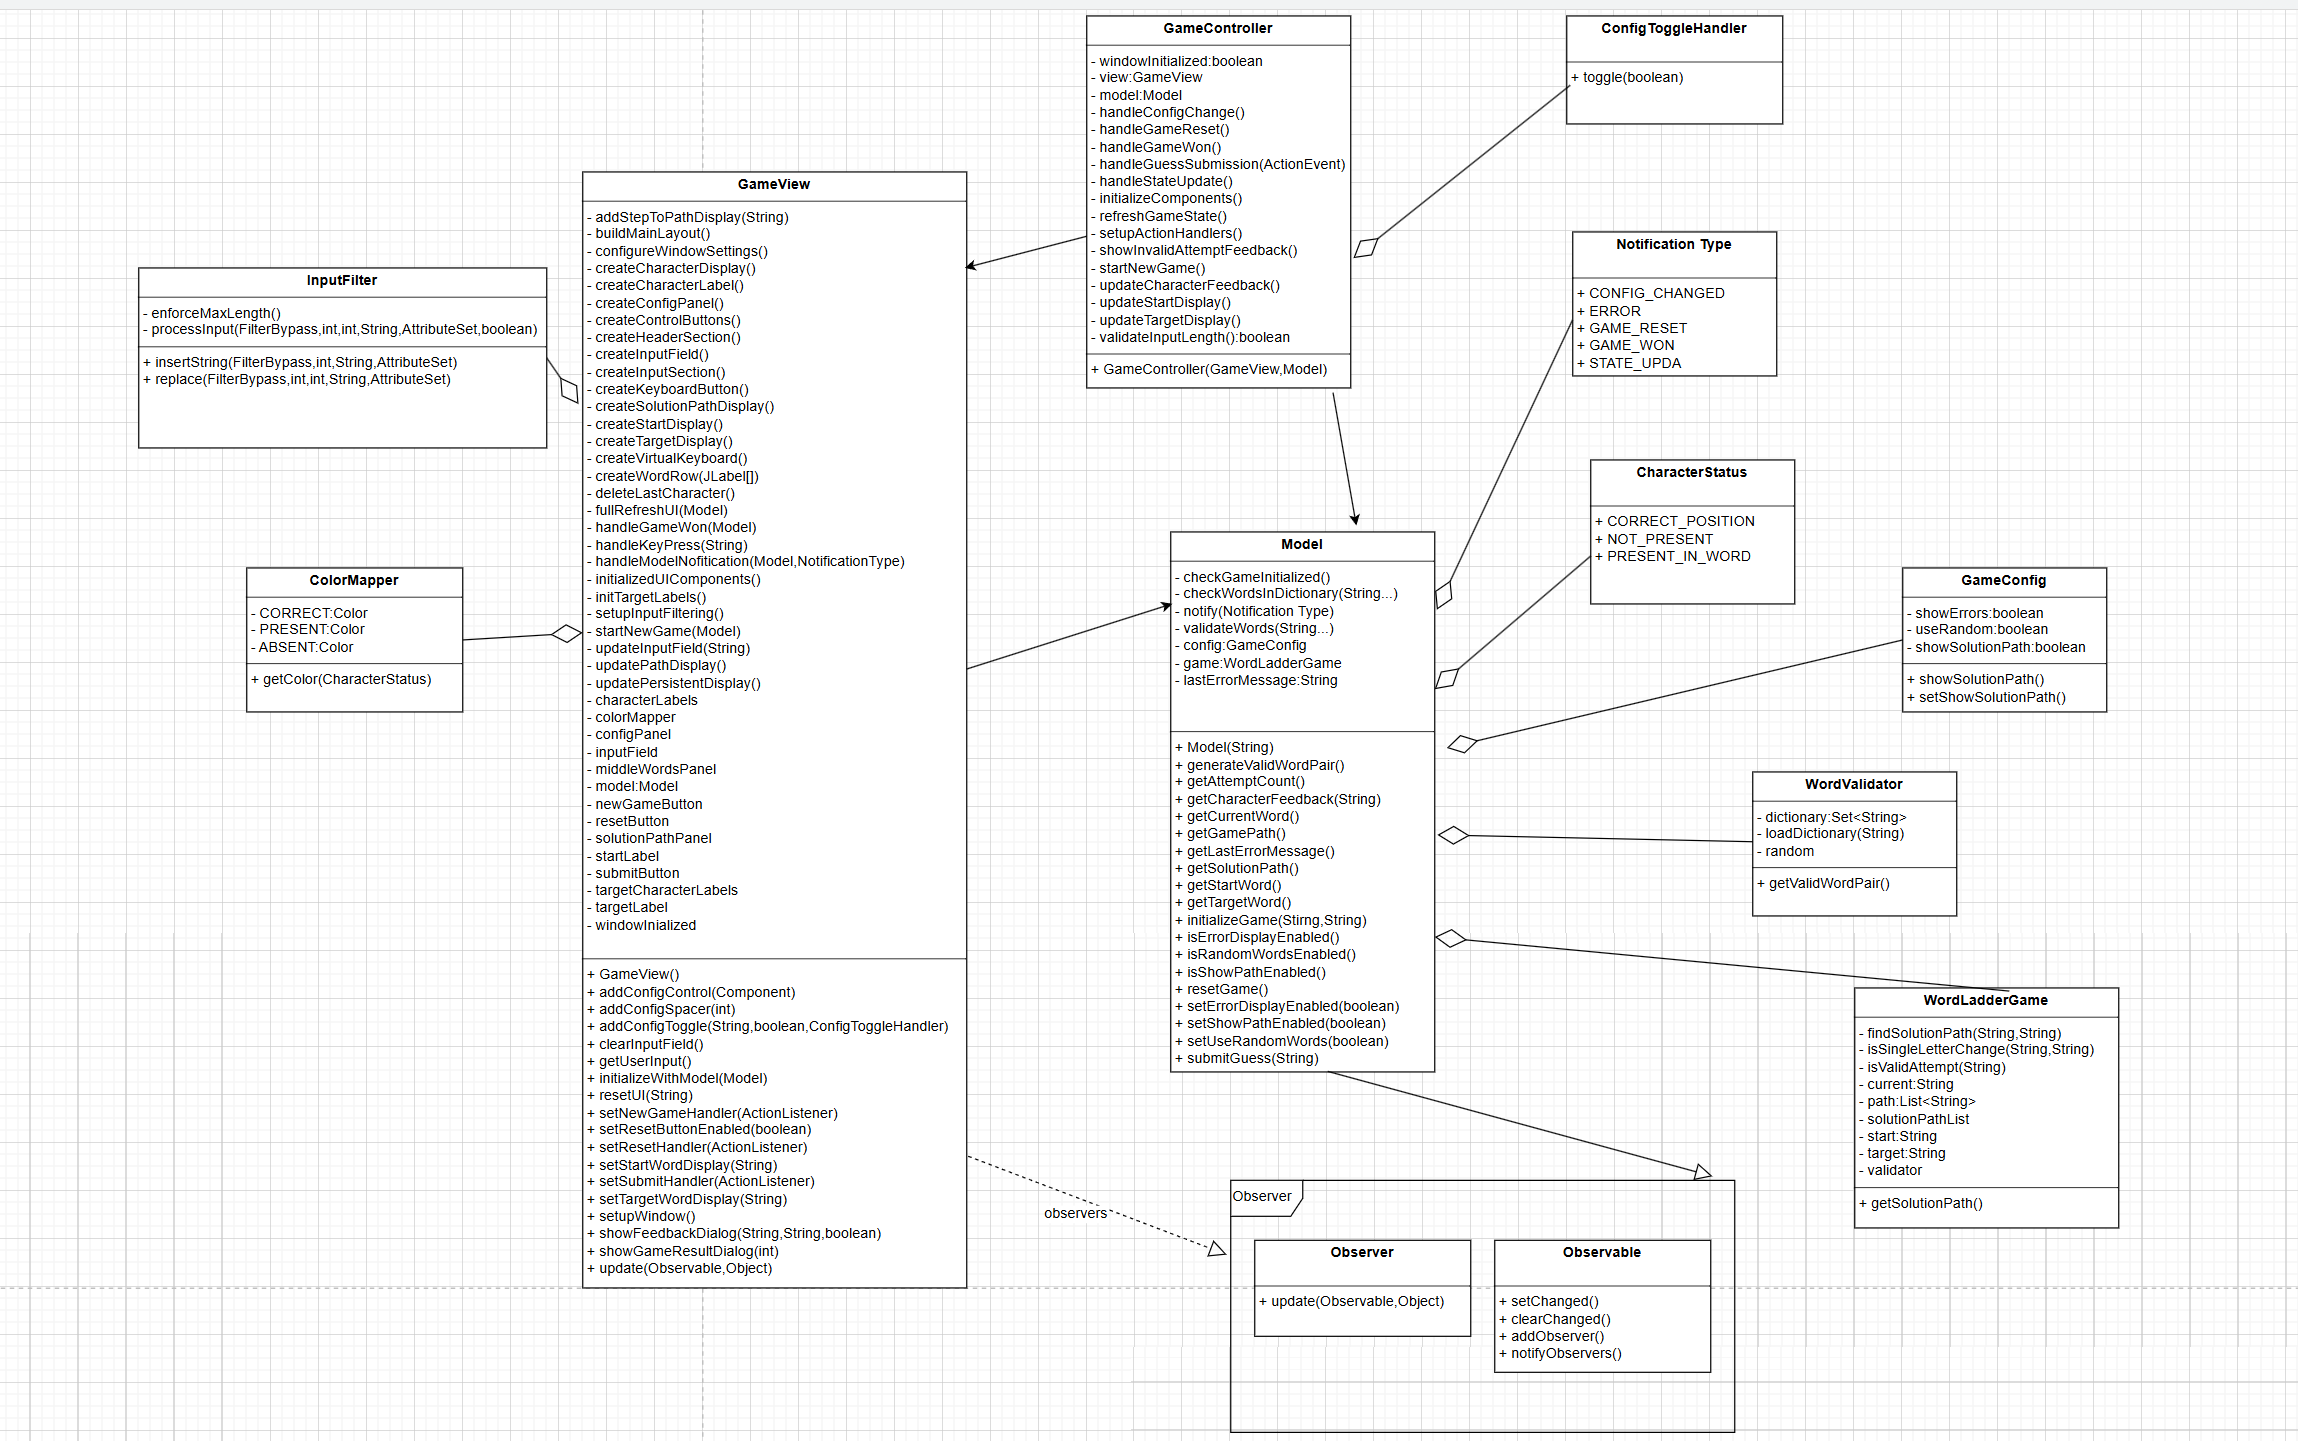 GameController
- windowInitialized:boolean
- view:GameView
- model:Model
- handleConfigChange()
- handleGameReset()
- handleGameWon()
- handleGuessSubmission(ActionEvent)
- handleStateUpdate()
- initializeComponents()
- refreshGameState()
- setupActionHandlers()
- showInvalidAttemptFeedback()
- startNewGame()
- updateCharacterFeedback()
- updateStartDisplay()
- updateTargetDisplay()
- validateInputLength():boolean
+ GameController(GameView,Model)
ConfigToggleHandler
+ toggle(boolean)
GameView
- addStepToPathDisplay(String)
- buildMainLayout()
- configureWindowSettings()
- createCharacterDisplay()
- createCharacterLabel()
- createConfigPanel()
- createControlButtons()
- createHeaderSection()
- createInputField()
- createInputSection()
- createKeyboardButton()
- createSolutionPathDisplay()
- createStartDisplay()
- createTargetDisplay()
- createVirtualKeyboard()
- createWordRow(JLabel[])
- deleteLastCharacter()
- fullRefreshUI(Model)
- handleGameWon(Model)
- handleKeyPress(String)
- handleModelNofitication(Model,NotificationType)
- initializedUIComponents()
- initTargetLabels()
- setupInputFiltering()
- startNewGame(Model)
- updateInputField(String)
- updatePathDisplay()
- updatePersistentDisplay()
- characterLabels
- colorMapper
- configPanel
- inputField
- middleWordsPanel
- model:Model
- newGameButton
- resetButton
- solutionPathPanel
- startLabel
- submitButton
- targetCharacterLabels
- targetLabel
- windowInialized
+ GameView()
+ addConfigControl(Component)
+ addConfigSpacer(int)
+ addConfigToggle(String,boolean,ConfigToggleHandler)
+ clearInputField()
+ getUserInput()
+ initializeWithModel(Model)
+ resetUI(String)
+ setNewGameHandler(ActionListener)
+ setResetButtonEnabled(boolean)
+ setResetHandler(ActionListener)
+ setStartWordDisplay(String)
+ setSubmitHandler(ActionListener)
+ setTargetWordDisplay(String)
+ setupWindow()
+ showFeedbackDialog(String,String,boolean)
+ showGameResultDialog(int)
+ update(Observable,Object)
Notification Type
+ CONFIG_CHANGED
+ ERROR
+ GAME_RESET
+ GAME_WON
+ STATE_UPDA
InputFilter
- enforceMaxLength()
- processInput(FilterBypass,int,int,String,AttributeSet,boolean)
+ insertString(FilterBypass,int,String,AttributeSet)
+ replace(FilterBypass,int,int,String,AttributeSet)
CharacterStatus
+ CORRECT_POSITION
+ NOT_PRESENT
+ PRESENT_IN_WORD
Model
- checkGameInitialized()
- checkWordsInDictionary(String...)
- notify(Notification Type)
- validateWords(String...)
- config:GameConfig
- game:WordLadderGame
- lastErrorMessage:String
+ Model(String)
+ generateValidWordPair()
+ getAttemptCount()
+ getCharacterFeedback(String)
+ getCurrentWord()
+ getGamePath()
+ getLastErrorMessage()
+ getSolutionPath()
+ getStartWord()
+ getTargetWord()
+ initializeGame(Stirng,String)
+ isErrorDisplayEnabled()
+ isRandomWordsEnabled()
+ isShowPathEnabled()
+ resetGame()
+ setErrorDisplayEnabled(boolean)
+ setShowPathEnabled(boolean)
+ setUseRandomWords(boolean)
+ submitGuess(String)
ColorMapper
- CORRECT:Color
- PRESENT:Color
- ABSENT:Color
+ getColor(CharacterStatus)
GameConfig
- showErrors:boolean
- useRandom:boolean
- showSolutionPath:boolean
+ showSolutionPath()
+ setShowSolutionPath()
WordValidator
- dictionary:Set<String>
- loadDictionary(String)
- random
+ getValidWordPair()
WordLadderGame
- findSolutionPath(String,String)
- isSingleLetterChange(String,String)
- isValidAttempt(String)
- current:String
- path:List<String>
- solutionPathList
- start:String
- target:String
- validator
+ getSolutionPath()
observers
Observer
Observer
+ update(Observable,Object)
Observable
+ setChanged()
+ clearChanged()
+ addObserver()
+ notifyObservers()